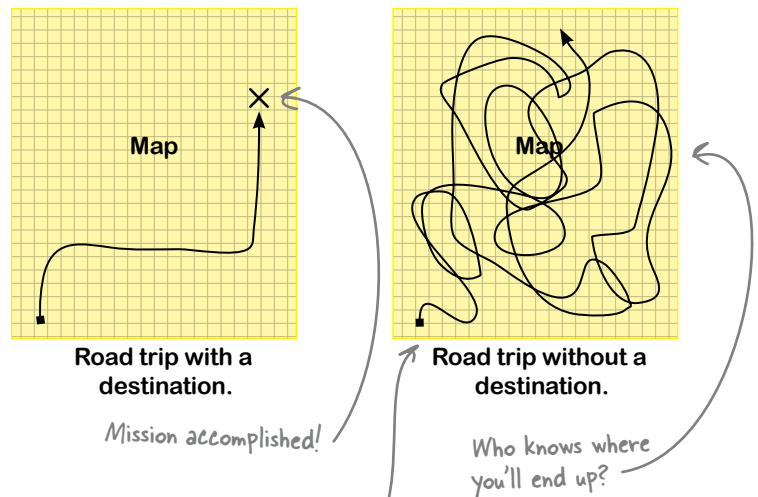 Map
Road trip with a
destination.
Mission accomplished!
Map
Road trip without a
destination.
Who knows where
you'll end up?